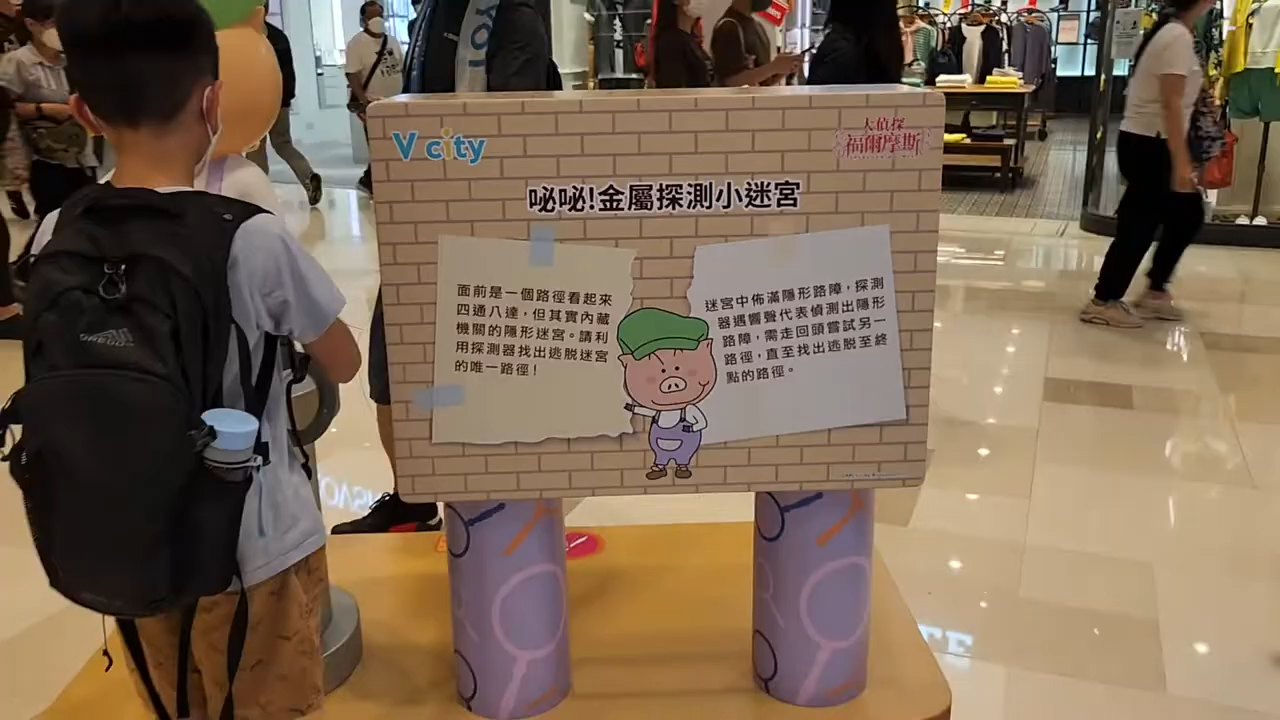 V city
大偵探
福爾摩斯
咇咇!金屬探測小迷宮
面前是一個路徑看起來
四通八達，但其實內藏
機關的隱形迷宮。請利
用探測器找出逃脫迷宮
的唯一路徑！
迷宮中佈滿隱形路障，探測
器遇響聲代表偵測出隱形
路障，需走回頭嘗試另一
路徑，直至找出逃脫至終
點的路徑。